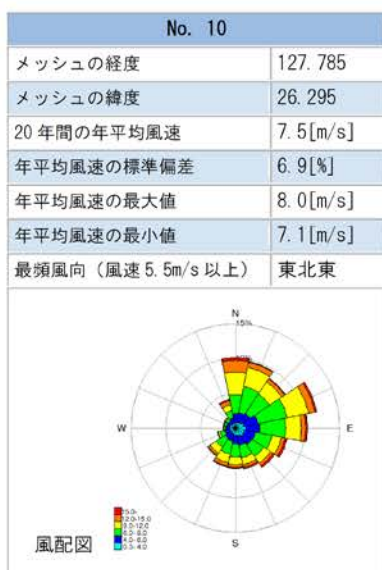 No. 10
メッシュの経度 127.785
メッシュの緯度 26.295
20年間の年平均風速 7.5[m/s]
年平均風速の標準偏差 6.9[%]
年平均風速の最大値 8.0[m/s]
年平均風速の最小値 7.1[m/s]
最頻風向（風速5.5m/s以上） 東北東
N
15%
W
E
S
風配図